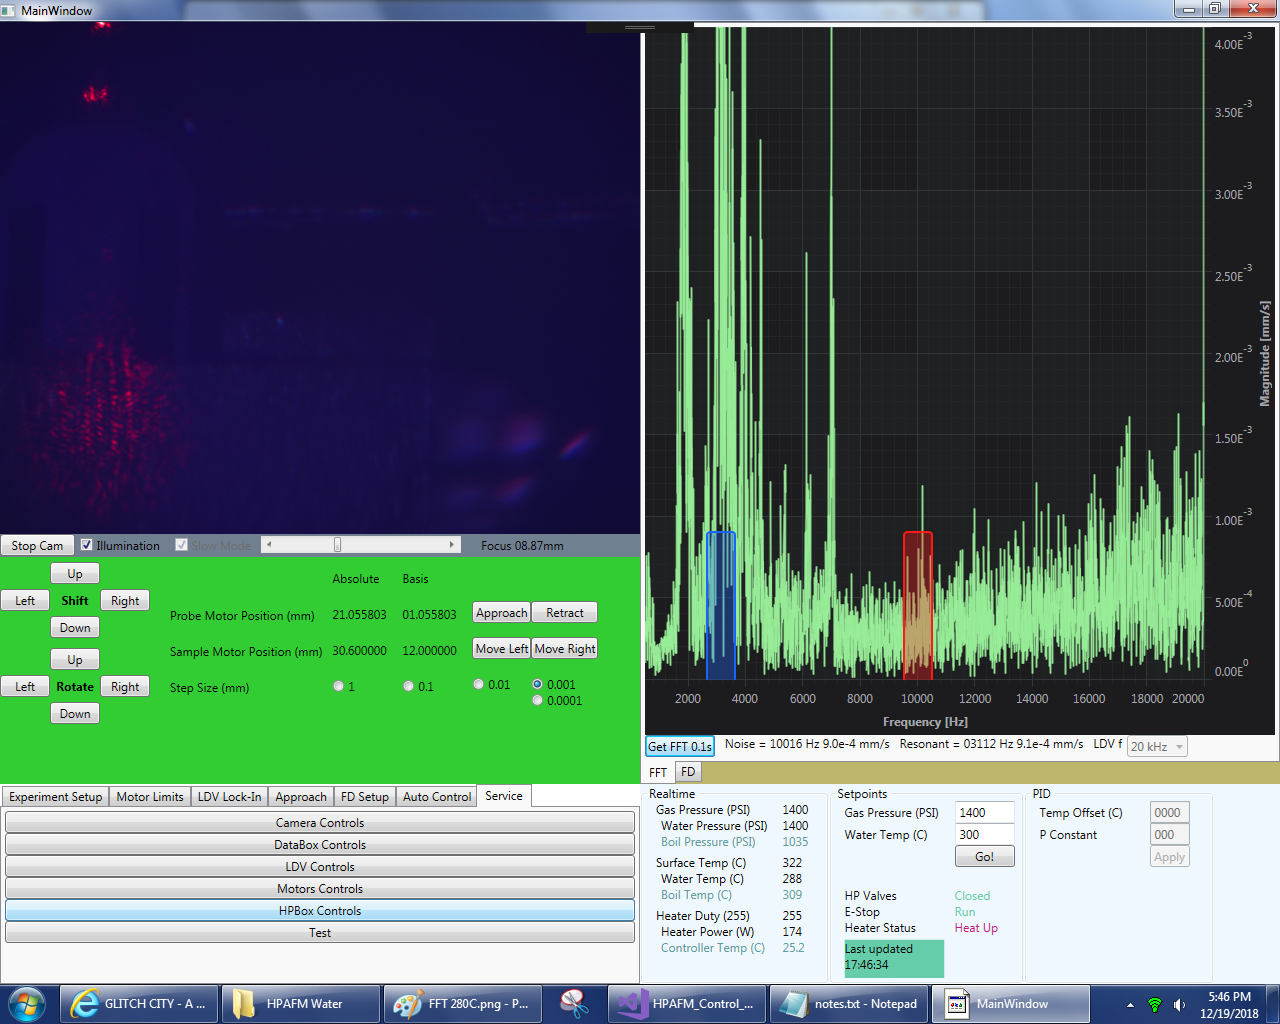 MainWindow
4.00E-3
3.50E-3
3.00E-3
2.50E-3
2.00E-3
1.50E-3
1.00E-3
5.00E-4
0.00E0
Magnitude [mm/s]
2000 4000 6000 8000 10000 12000 14000 16000 18000 20000
Frequency [Hz]
Stop Cam Illumination Slow Mode Focus 08.87mm
Get FFT 0.1s Noise = 10016 Hz 9.0e-4 mm/s Resonant = 03112 Hz 9.1e-4 mm/s LDV f 20 kHz
FFT FD
Up
Left Shift Right
Down
Up
Left Rotate Right
Down
Absolute Basis
Probe Motor Position (mm) 21.055803 01.055803 Approach Retract
Sample Motor Position (mm) 30.600000 12.000000 Move Left Move Right
Step Size (mm) 1 0.1 0.01 0.001
0.0001
Experiment Setup Motor Limits LDV Lock-In Approach FD Setup Auto Control Service
Camera Controls
DataBox Controls
LDV Controls
Motors Controls
HPBox Controls
Test
Realtime
Gas Pressure (PSI) 1400
Water Pressure (PSI) 1400
Boil Pressure (PSI) 1035
Surface Temp (C) 322
Water Temp (C) 288
Boil Temp (C) 309
Heater Duty (255) 255
Heater Power (W) 174
Controller Temp (C) 25.2
Setpoints
Gas Pressure (PSI) 1400
Water Temp (C) 300
Go!
HP Valves Closed
E-Stop Run
Heater Status Heat Up
Last updated
17:46:34
PID
Temp Offset (C) 0000
P Constant 000
Apply
GLITCH CITY - A ... HPAFM Water FFT 280C.png - P... HPAFM_Control_... notes.txt - Notepad MainWindow
5:46 PM
12/19/2018